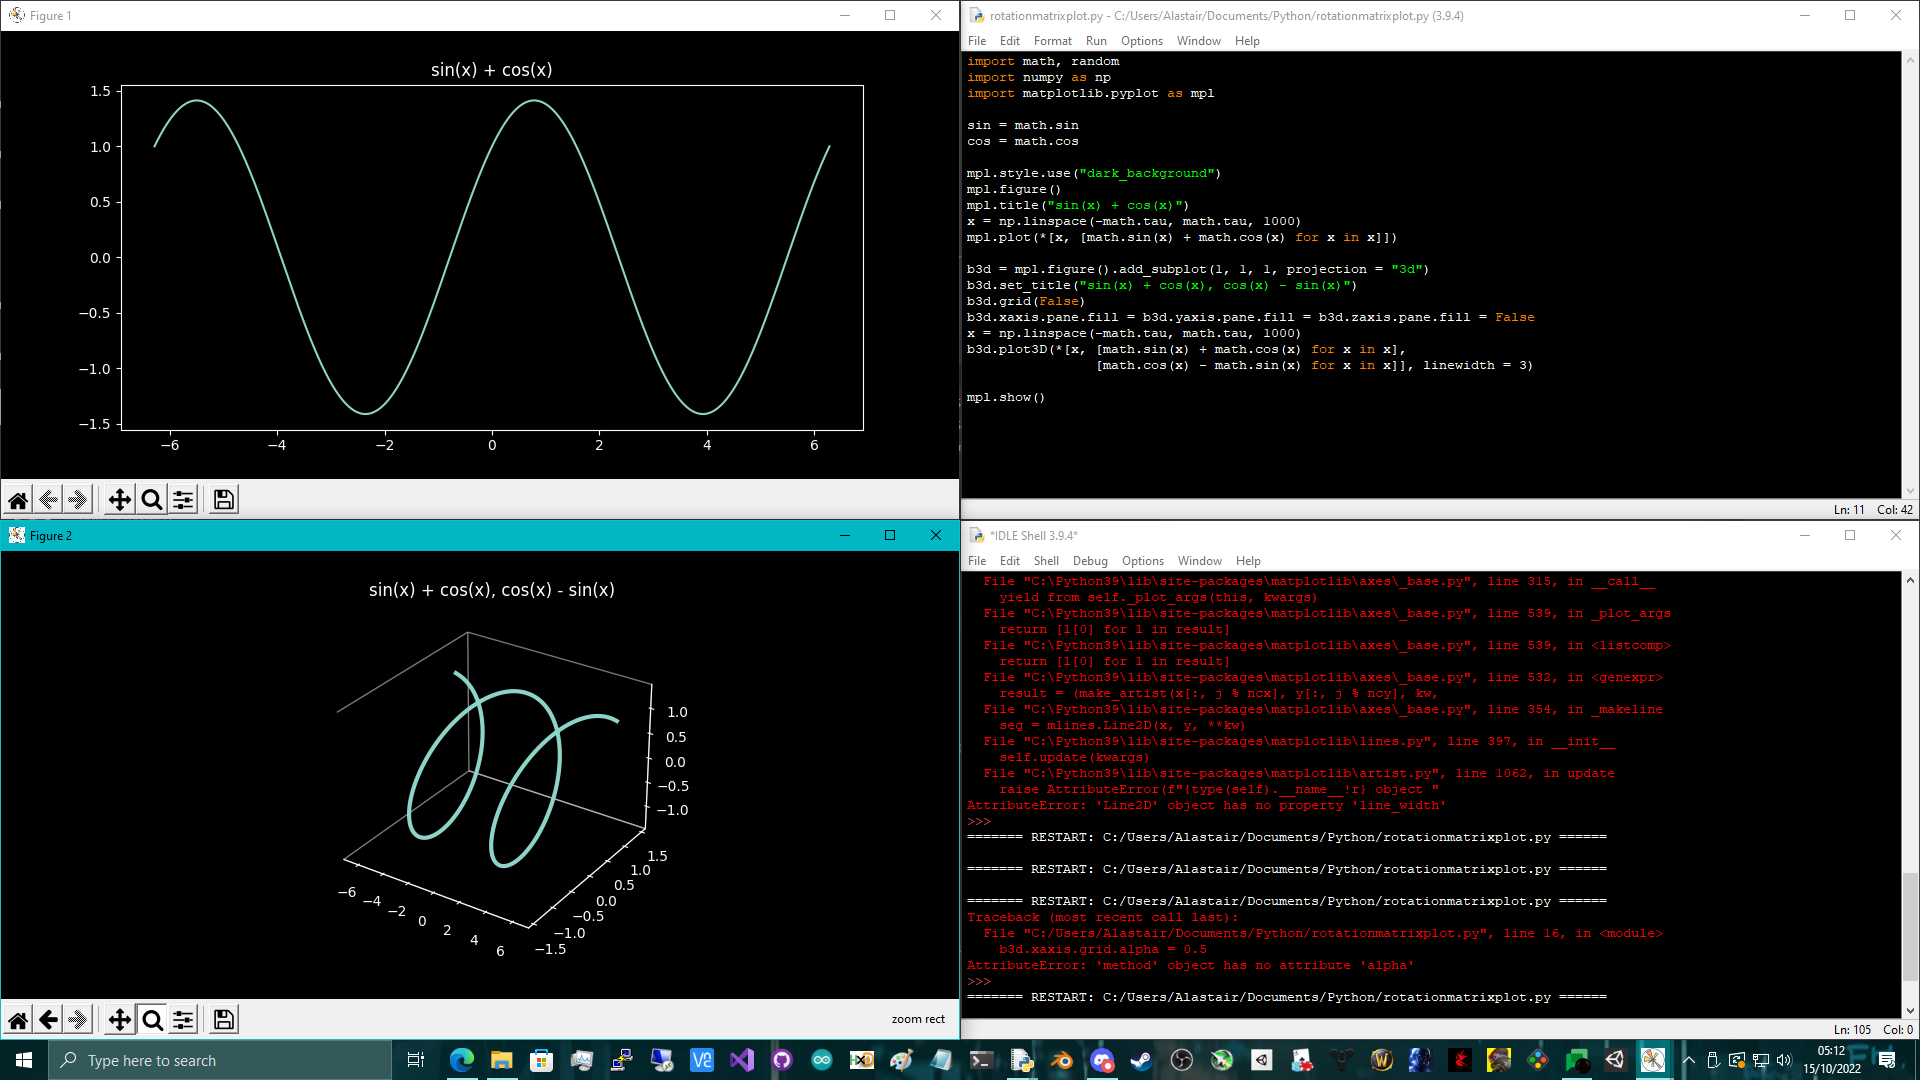 Figure 1
sin(x) + cos(x)
1.5
1.0
0.5
0.0
−0.5
−1.0
−1.5
−6 −4 −2 0 2 4 6
rotationmatrixplot.py - C:/Users/Alastair/Documents/Python/rotationmatrixplot.py (3.9.4)
File Edit Format Run Options Window Help
import math, random
import numpy as np
import matplotlib.pyplot as mpl
sin = math.sin
cos = math.cos
mpl.style.use("dark_background")
mpl.figure()
mpl.title("sin(x) + cos(x)")
x = np.linspace(-math.tau, math.tau, 1000)
mpl.plot(*[x, [math.sin(x) + math.cos(x) for x in x]])
b3d = mpl.figure().add_subplot(1, 1, 1, projection = "3d")
b3d.set_title("sin(x) + cos(x), cos(x) - sin(x)")
b3d.grid(False)
b3d.xaxis.pane.fill = b3d.yaxis.pane.fill = b3d.zaxis.pane.fill = False
x = np.linspace(-math.tau, math.tau, 1000)
b3d.plot3D(*[x, [math.sin(x) + math.cos(x) for x in x],
[math.cos(x) - math.sin(x) for x in x]], linewidth = 3)
mpl.show()
Ln: 11 Col: 42
Figure 2
sin(x) + cos(x), cos(x) - sin(x)
1.0
0.5
0.0
−0.5
−1.0
1.5
1.0
0.5
0.0
−0.5
−1.0
−1.5
−6
−4
−2
0
2
4
6
zoom rect
*IDLE Shell 3.9.4*
File Edit Shell Debug Options Window Help
File "C:\Python39\lib\site-packages\matplotlib\axes\_base.py", line 315, in __call__
yield from self._plot_args(this, kwargs)
File "C:\Python39\lib\site-packages\matplotlib\axes\_base.py", line 539, in _plot_args
return [l[0] for l in result]
File "C:\Python39\lib\site-packages\matplotlib\axes\_base.py", line 539, in <listcomp>
return [l[0] for l in result]
File "C:\Python39\lib\site-packages\matplotlib\axes\_base.py", line 532, in <genexpr>
result = (make_artist(x[:, j % ncx], y[:, j % ncy], kw,
File "C:\Python39\lib\site-packages\matplotlib\axes\_base.py", line 354, in _makeline
seg = mlines.Line2D(x, y, **kw)
File "C:\Python39\lib\site-packages\matplotlib\lines.py", line 397, in __init__
self.update(kwargs)
File "C:\Python39\lib\site-packages\matplotlib\artist.py", line 1062, in update
raise AttributeError(f"{type(self).__name__!r} object "
AttributeError: 'Line2D' object has no property 'line_width'
>>>
======= RESTART: C:/Users/Alastair/Documents/Python/rotationmatrixplot.py ======
======= RESTART: C:/Users/Alastair/Documents/Python/rotationmatrixplot.py ======
======= RESTART: C:/Users/Alastair/Documents/Python/rotationmatrixplot.py ======
Traceback (most recent call last):
File "C:/Users/Alastair/Documents/Python/rotationmatrixplot.py", line 16, in <module>
b3d.xaxis.grid.alpha = 0.5
AttributeError: 'method' object has no attribute 'alpha'
>>>
======= RESTART: C:/Users/Alastair/Documents/Python/rotationmatrixplot.py ======
Ln: 105 Col: 0
Type here to search
05:12
15/10/2022